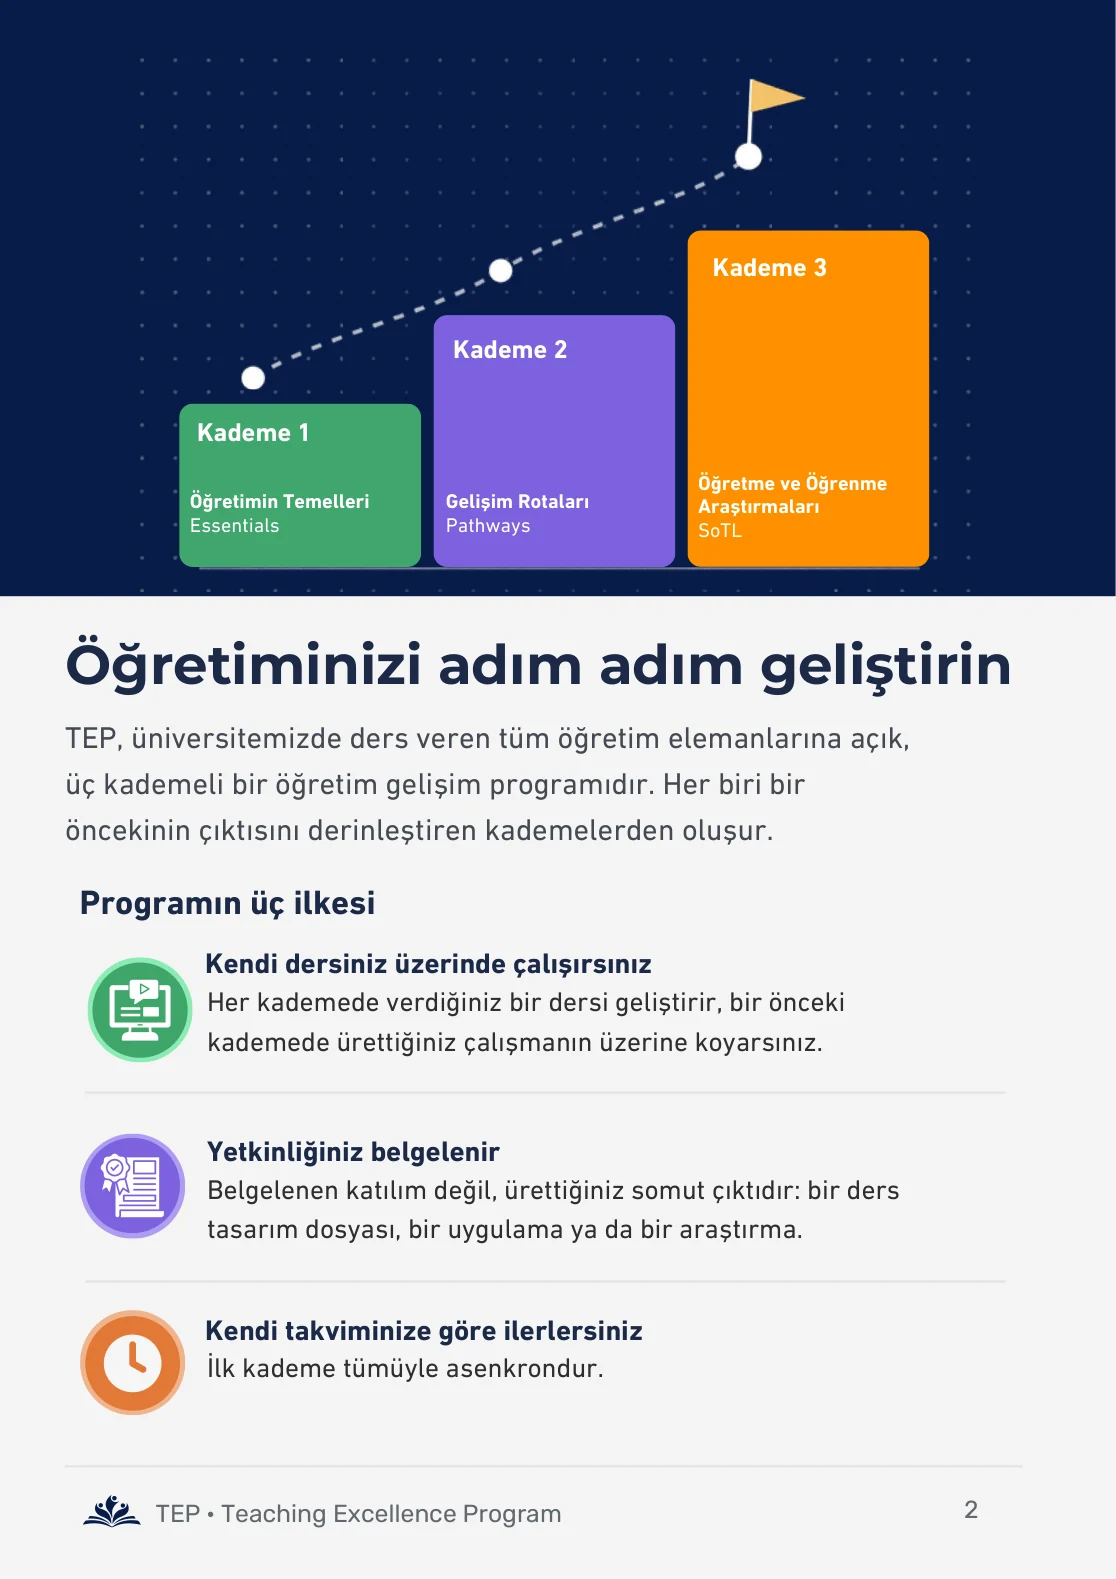 Kademe 3
Kademe 2
Kademe 1
Öğretimin Temelleri
Essentials
Gelişim Rotaları
Pathways
Öğretme ve Öğrenme
Araştırmaları
SoTL
Öğretiminizi adım adım geliştirin
TEP, üniversitemizde ders veren tüm öğretim elemanlarına açık,
üç kademeli bir öğretim gelişim programıdır. Her biri bir
öncekinin çıktısını derinleştiren kademelerden oluşur.
Programın üç ilkesi
Kendi dersiniz üzerinde çalışırsınız
Her kademede verdiğiniz bir dersi geliştirir, bir önceki
kademede ürettiğiniz çalışmanın üzerine koyarsınız.
Yetkinliğiniz belgelenir
Belgelenen katılım değil, ürettiğiniz somut çıktıdır: bir ders
tasarım dosyası, bir uygulama ya da bir araştırma.
Kendi takviminize göre ilerlersiniz
İlk kademe tümüyle asenkrondur.
TEP • Teaching Excellence Program
2